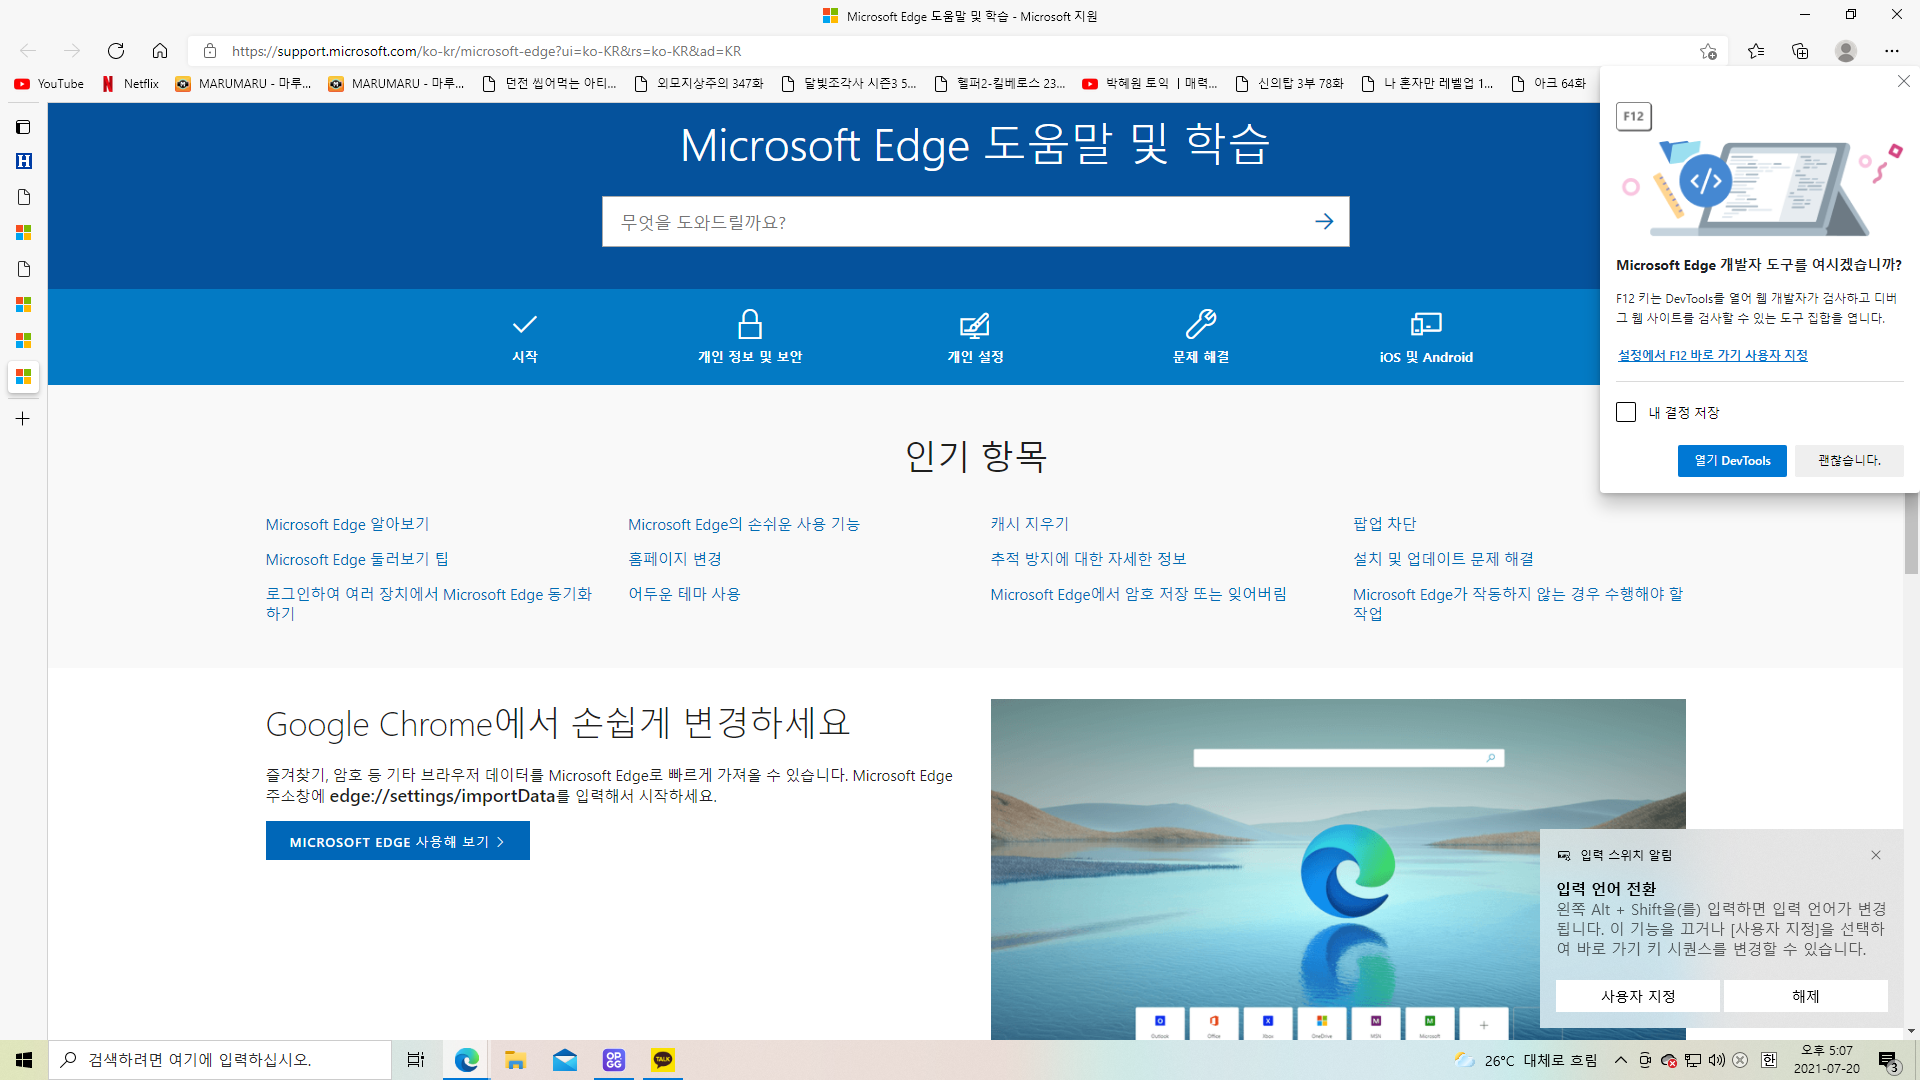 Microsoft Edge 도움말 및 학습 - Microsoft 지원
https://support.microsoft.com/ko-kr/microsoft-edge?ui=ko-KR&rs=ko-KR&ad=KR
YouTube
Netflix
MARUMARU - 마루...
MARUMARU - 마루...
던전 씹어먹는 아티...
외모지상주의 347화
달빛조각사 시즌3 5...
헬퍼2-킬베로스 23...
박혜원 토익 ㅣ매력...
신의탑 3부 78화
나 혼자만 레벨업 1...
아크 64화
H
Microsoft Edge 도움말 및 학습
무엇을 도와드릴까요?
시작
개인 정보 및 보안
개인 설정
문제 해결
iOS 및 Android
F12
Microsoft Edge 개발자 도구를 여시겠습니까?
F12 키는 DevTools를 열어 웹 개발자가 검사하고 디버
그 웹 사이트를 검사할 수 있는 도구 집합을 엽니다.
설정에서 F12 바로 가기 사용자 지정
내 결정 저장
열기 DevTools
괜찮습니다.
인기 항목
Microsoft Edge 알아보기
Microsoft Edge의 손쉬운 사용 기능
캐시 지우기
팝업 차단
Microsoft Edge 둘러보기 팁
홈페이지 변경
추적 방지에 대한 자세한 정보
설치 및 업데이트 문제 해결
로그인하여 여러 장치에서 Microsoft Edge 동기화
하기
어두운 테마 사용
Microsoft Edge에서 암호 저장 또는 잊어버림
Microsoft Edge가 작동하지 않는 경우 수행해야 할
작업
Google Chrome에서 손쉽게 변경하세요
즐겨찾기, 암호 등 기타 브라우저 데이터를 Microsoft Edge로 빠르게 가져올 수 있습니다. Microsoft Edge
주소창에 edge://settings/importData를 입력해서 시작하세요.
MICROSOFT EDGE 사용해 보기
Outlook
Office
Xbox
OneDrive
MSN
Microsoft
입력 스위치 알림
입력 언어 전환
왼쪽 Alt + Shift을(를) 입력하면 입력 언어가 변경
됩니다. 이 기능을 끄거나 [사용자 지정]을 선택하
여 바로 가기 키 시퀀스를 변경할 수 있습니다.
사용자 지정
해제
검색하려면 여기에 입력하십시오.
OP.GG
TALK
26°C 대체로 흐림
한
오후 5:07
2021-07-20
3